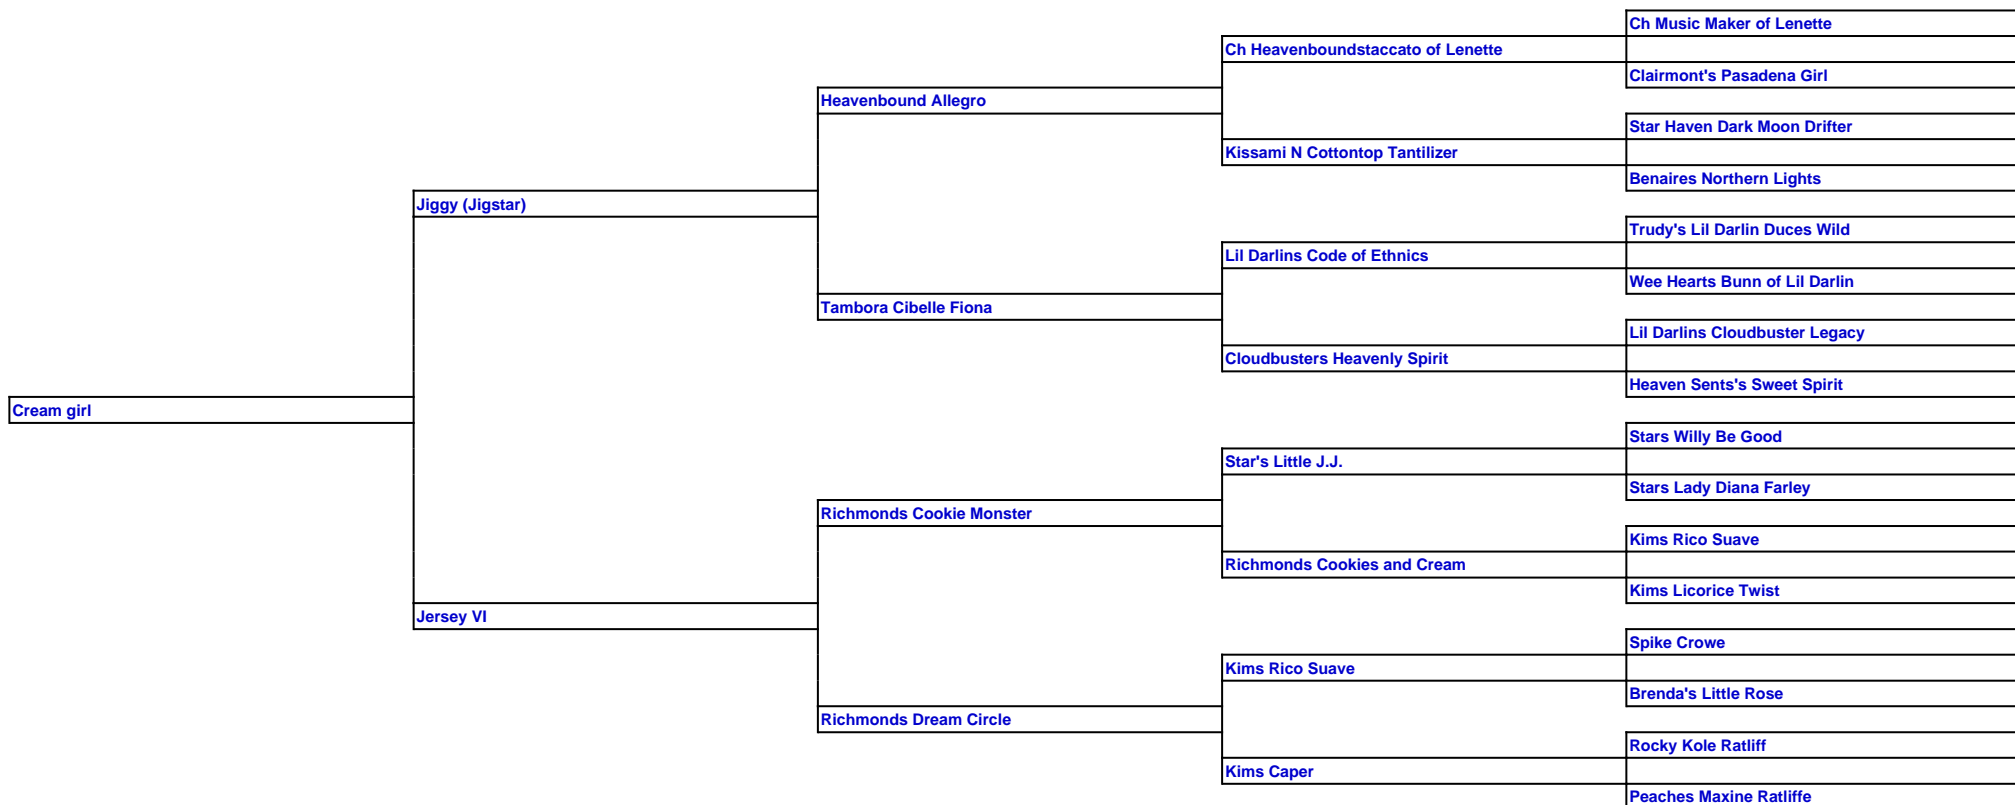 Ch Music Maker of Lenette
Ch Heavenboundstaccato of Lenette
Clairmont's Pasadena Girl
Heavenbound Allegro
Star Haven Dark Moon Drifter
Kissami N Cottontop Tantilizer
Benaires Northern Lights
Jiggy (Jigstar)
Trudy's Lil Darlin Duces Wild
Lil Darlins Code of Ethnics
Wee Hearts Bunn of Lil Darlin
Tambora Cibelle Fiona
Lil Darlins Cloudbuster Legacy
Cloudbusters Heavenly Spirit
Heaven Sents's Sweet Spirit
Cream girl
Stars Willy Be Good
Star's Little J.J.
Stars Lady Diana Farley
Richmonds Cookie Monster
Kims Rico Suave
Richmonds Cookies and Cream
Kims Licorice Twist
Jersey VI
Spike Crowe
Kims Rico Suave
Brenda's Little Rose
Richmonds Dream Circle
Rocky Kole Ratliff
Kims Caper
Peaches Maxine Ratliffe